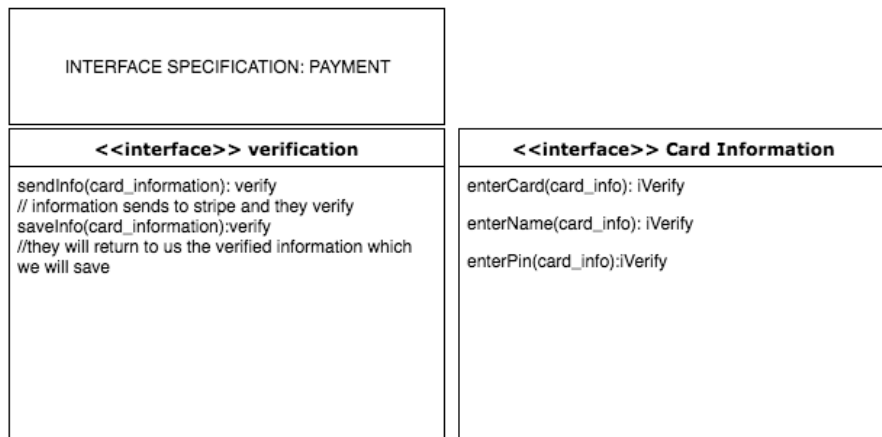 INTERFACE SPECIFICATION: PAYMENT
<<interface>> verification
sendInfo(card_information): verify
// information sends to stripe and they verify
saveInfo(card_information):verify
//they will return to us the verified information which
we will save
<<interface>> Card Information
enterCard(card_info): iVerify
enterName(card_info): iVerify
enterPin(card_info):iVerify